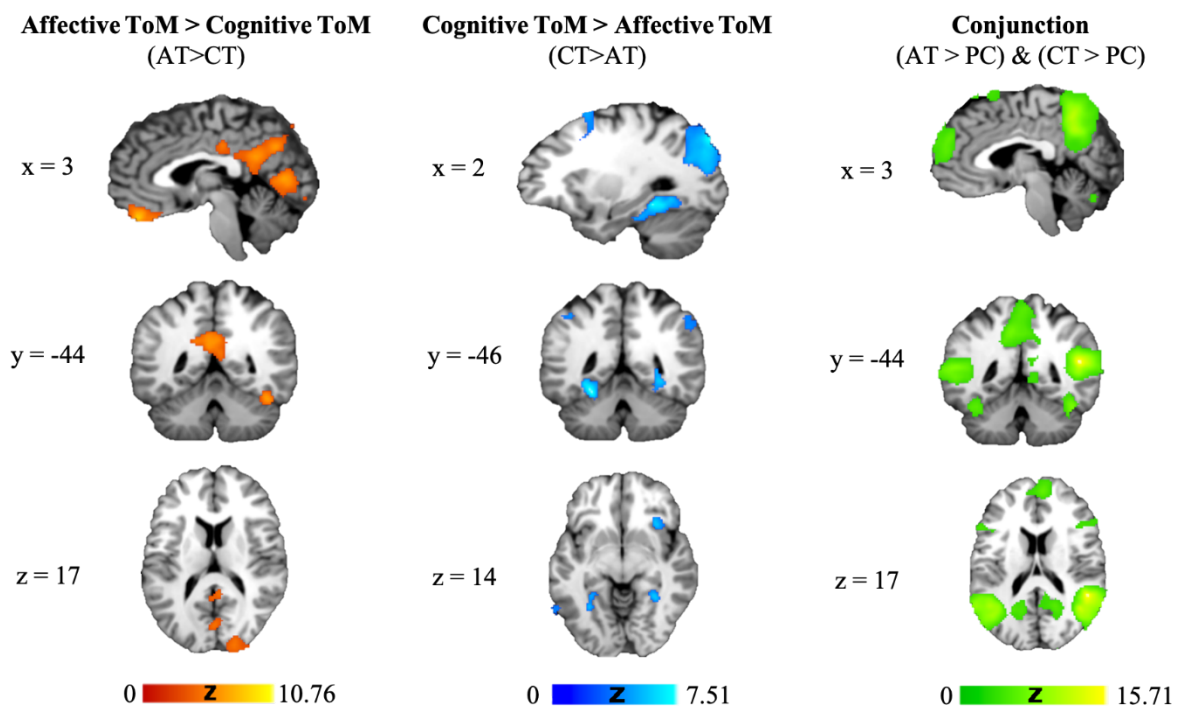 Affective ToM > Cognitive ToM
(AT>CT)
Cognitive ToM > Affective ToM
(CT>AT)
Conjunction
(AT > PC) & (CT > PC)
x = 3
x = 2
x = 3
y = -44
y = -46
y = -44
z = 17
z = 14
z = 17
0 Z 10.76
0 Z 7.51
0 Z 15.71